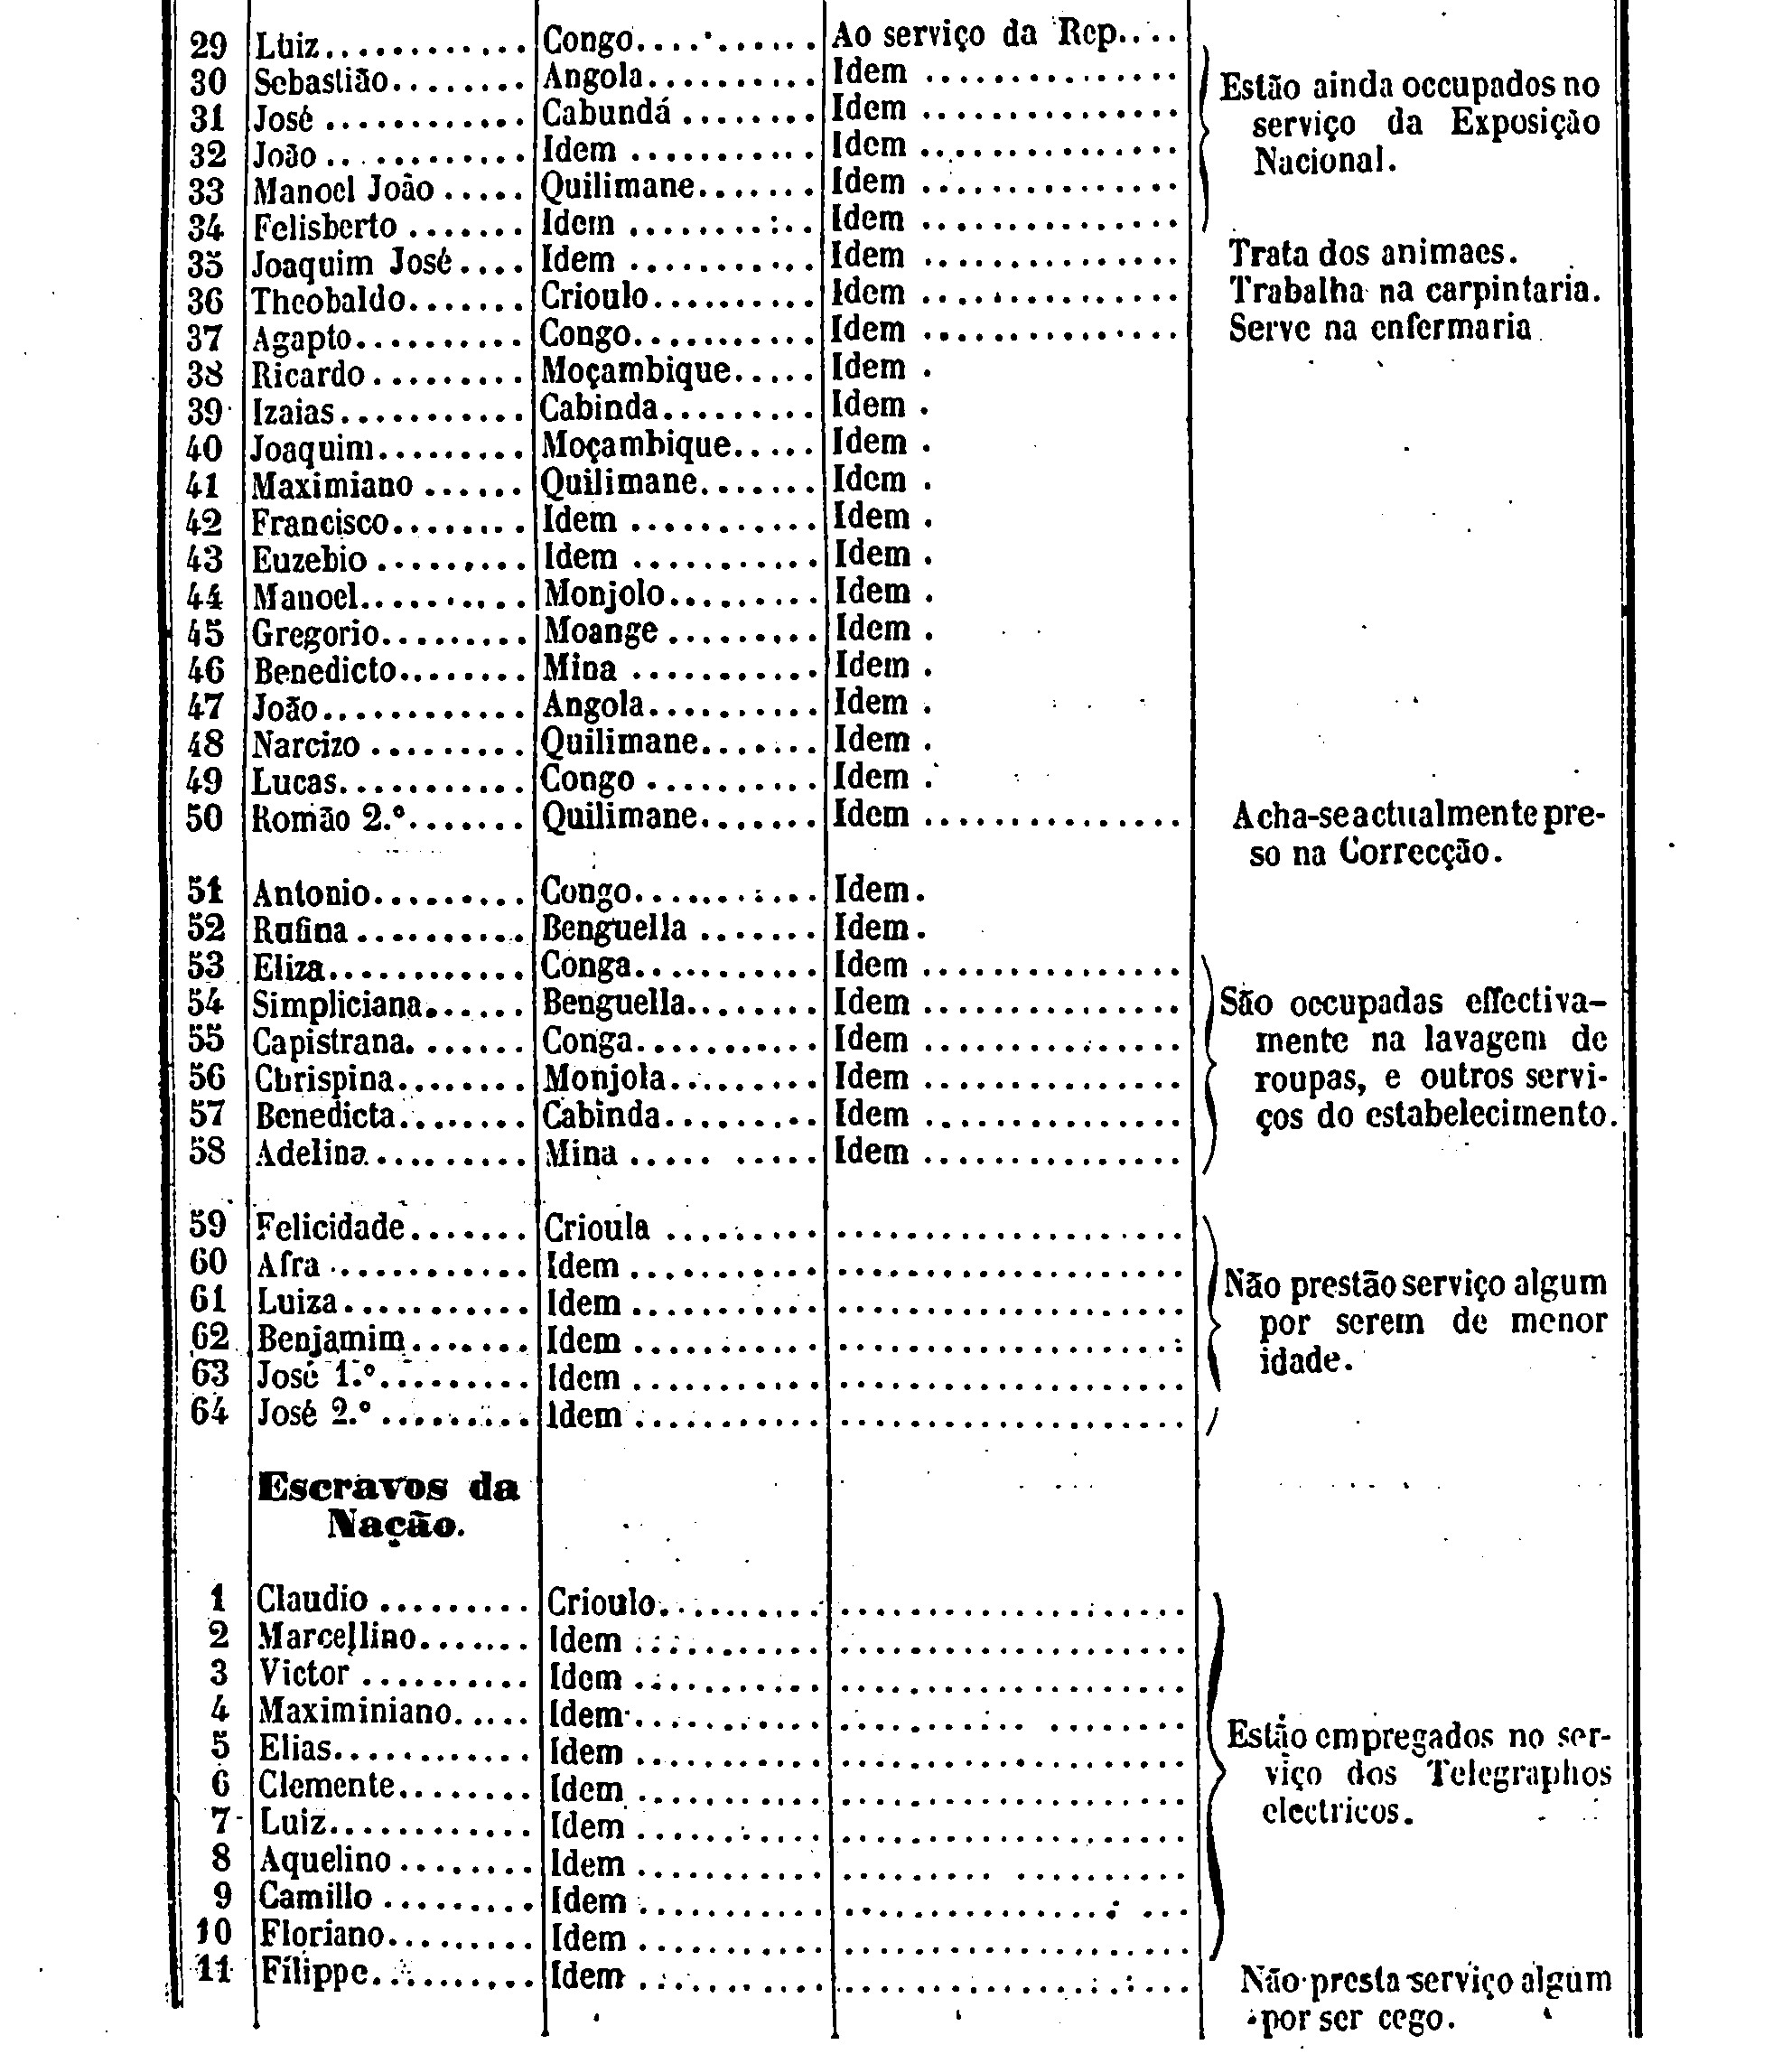 29 Luiz............ Congo........... Ao serviço da Rep....
30 Sebastião........ Angola.......... Idem ............... Estão ainda occupados no
31 José ............ Cabundá ........ Idem ............... serviço da Exposição
32 João ............ Idem ........... Idem ............... Nacional.
33 Manoel João ..... Quilimane....... Idem ...............
34 Felisberto ....... Idem ........... Idem ...............
35 Joaquim José.... Idem ........... Idem ............... Trata dos animaes.
36 Theobaldo....... Crioulo.......... Idem ............... Trabalha na carpintaria.
37 Agapto.......... Congo........... Idem ............... Serve na enfermaria
38 Ricardo ......... Moçambique..... Idem .
39 Izaias........... Cabinda......... Idem .
40 Joaquim......... Moçambique..... Idem .
41 Maximiano ...... Quilimane....... Idem .
42 Francisco........ Idem ........... Idem .
43 Euzebio ......... Idem ........... Idem .
44 Manoel.......... Monjolo......... Idem .
45 Gregorio......... Moange ......... Idem .
46 Benedicto........ Mina ........... Idem .
47 João............ Angola.......... Idem .
48 Narcizo ......... Quilimane....... Idem .
49 Lucas........... Congo .......... Idem .
50 Romão 2.º....... Quilimane....... Idem ............... Acha-se actualmente pre-
so na Correcção.
51 Antonio......... Congo........... Idem.
52 Rufina .......... Benguella ....... Idem.
53 Eliza............ Conga........... Idem ...............
54 Simpliciana...... Benguella....... Idem ............... São occupadas effectiva-
55 Capistrana. ...... Conga........... Idem ............... mente na lavagem de
56 Chrispina........ Monjola......... Idem ............... roupas, e outros servi-
57 Benedicta........ Cabinda......... Idem ............... ços do estabelecimento.
58 Adelina.......... Mina ..... ..... Idem ...............
59 Felicidade....... Crioula ......... ....................
60 Afra ............ Idem ........... ....................
61 Luiza........... Idem ........... .................... Não prestão serviço algum
62 Benjamim....... Idem ........... .................... por serem de menor
63 José 1.º......... Idem ........... .................... idade.
64 José 2.º ......... Idem ........... ....................
Escravos da
Nação.
1 Claudio ......... Crioulo.......... ....................
2 Marcellino....... Idem ........... ....................
3 Victor .......... Idem ........... ....................
4 Maximiniano..... Idem ........... ........... ........
5 Elias............ Idem ........... .................... Estão empregados no ser-
6 Clemente........ Idem ........... .................... viço dos Telegraphos
7 Luiz............ Idem ........... .................... electricos.
8 Aquelino ........ Idem ........... .......... ..........
9 Camillo ......... Idem ........... ................ ...
10 Floriano......... Idem ........... ....................
11 Filippe.......... Idem ........... .................... Não presta serviço algum
por ser cego.